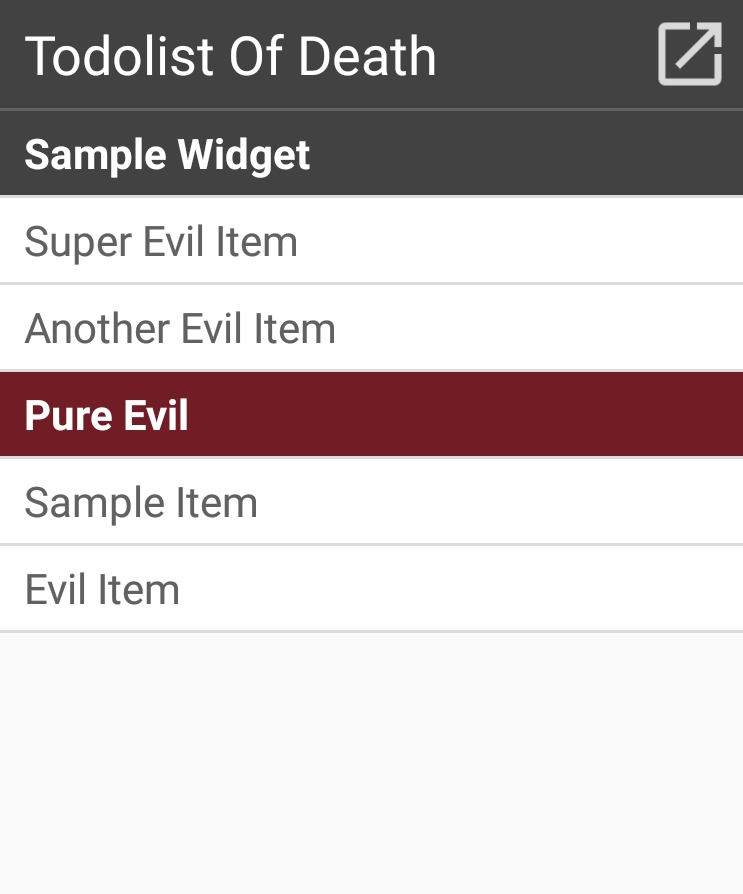 Todolist Of Death
Sample Widget
Super Evil Item
Another Evil Item
Pure Evil
Sample Item
Evil Item